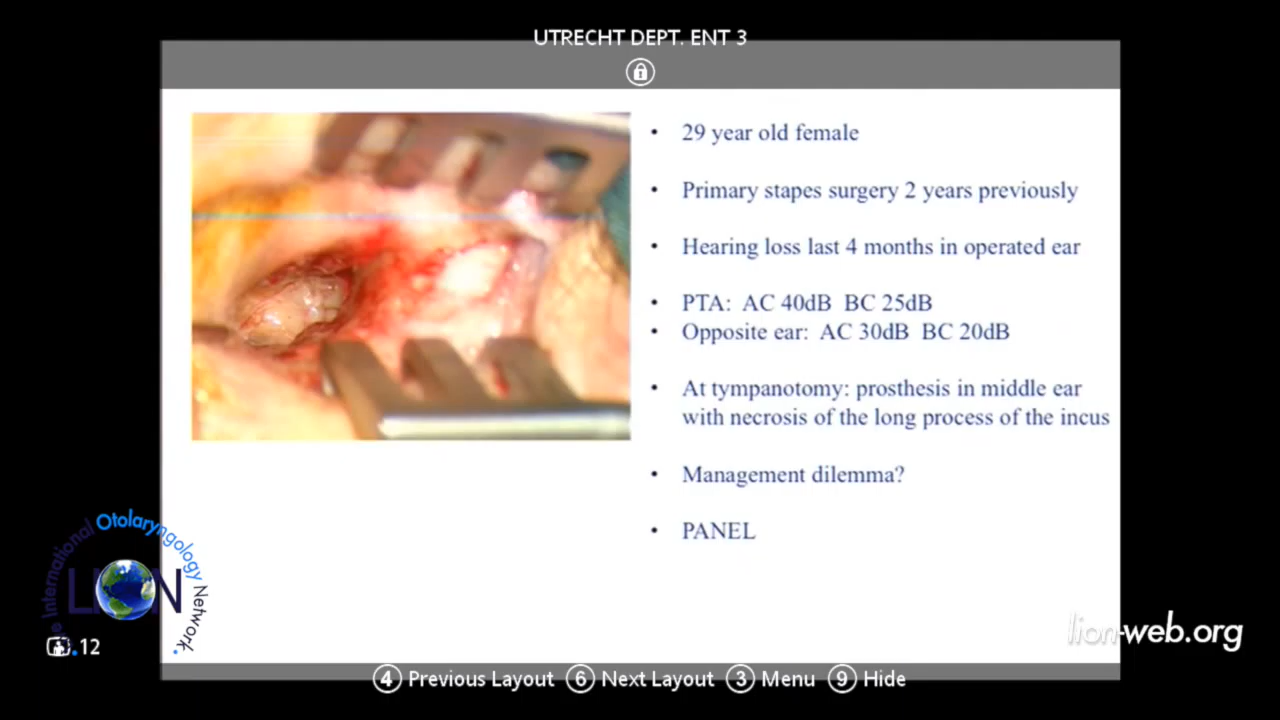 UTRECHT DEPT. ENT 3
• 29 year old female
• Primary stapes surgery 2 years previously
• Hearing loss last 4 months in operated ear
• PTA: AC 40dB BC 25dB
• Opposite ear: AC 30dB BC 20dB
• At tympanotomy: prosthesis in middle ear
with necrosis of the long process of the incus
• Management dilemma?
• PANEL
International Otolaryngology Network.
LION
.12
lion-web.org
4 Previous Layout 6 Next Layout 3 Menu 9 Hide